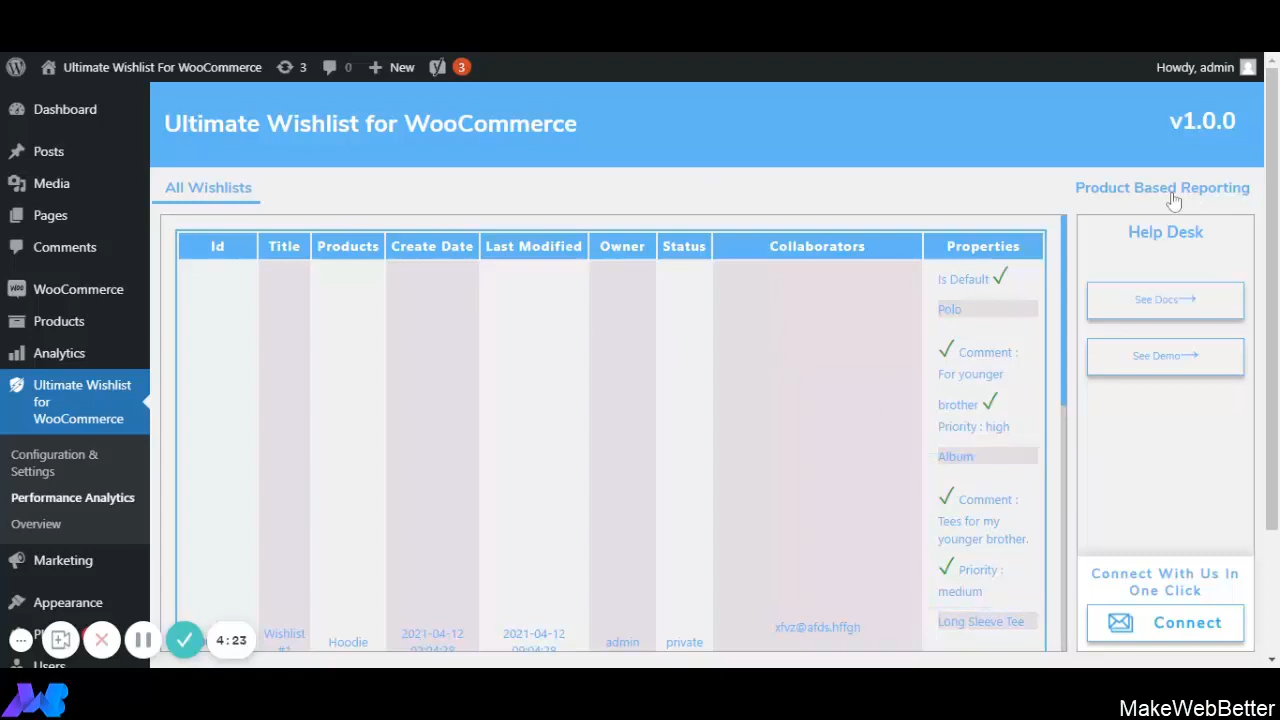 Ultimate Wishlist For WooCommerce 3 0 New 3 Howdy, admin
Dashboard
Posts
Media
Pages
Comments
WooCommerce
Products
Analytics
Ultimate Wishlist
for
WooCommerce
Configuration &
Settings
Performance Analytics
Overview
Marketing
Appearance
Users
4:23
Ultimate Wishlist for WooCommerce
v1.0.0
All Wishlists
Product Based Reporting
Id Title Products Create Date Last Modified Owner Status Collaborators Properties
Is Default ✓
Polo
✓ Comment :
For younger
brother ✓
Priority : high
Album
✓ Comment :
Tees for my
younger brother.
✓ Priority :
medium
Long Sleeve Tee
Wishlist
#1
Hoodie
2021-04-12
2021-04-12
admin
private
xfvz@afds.hffgh
Help Desk
See Docs→
See Demo→
Connect With Us In
One Click
Connect
MakeWebBetter